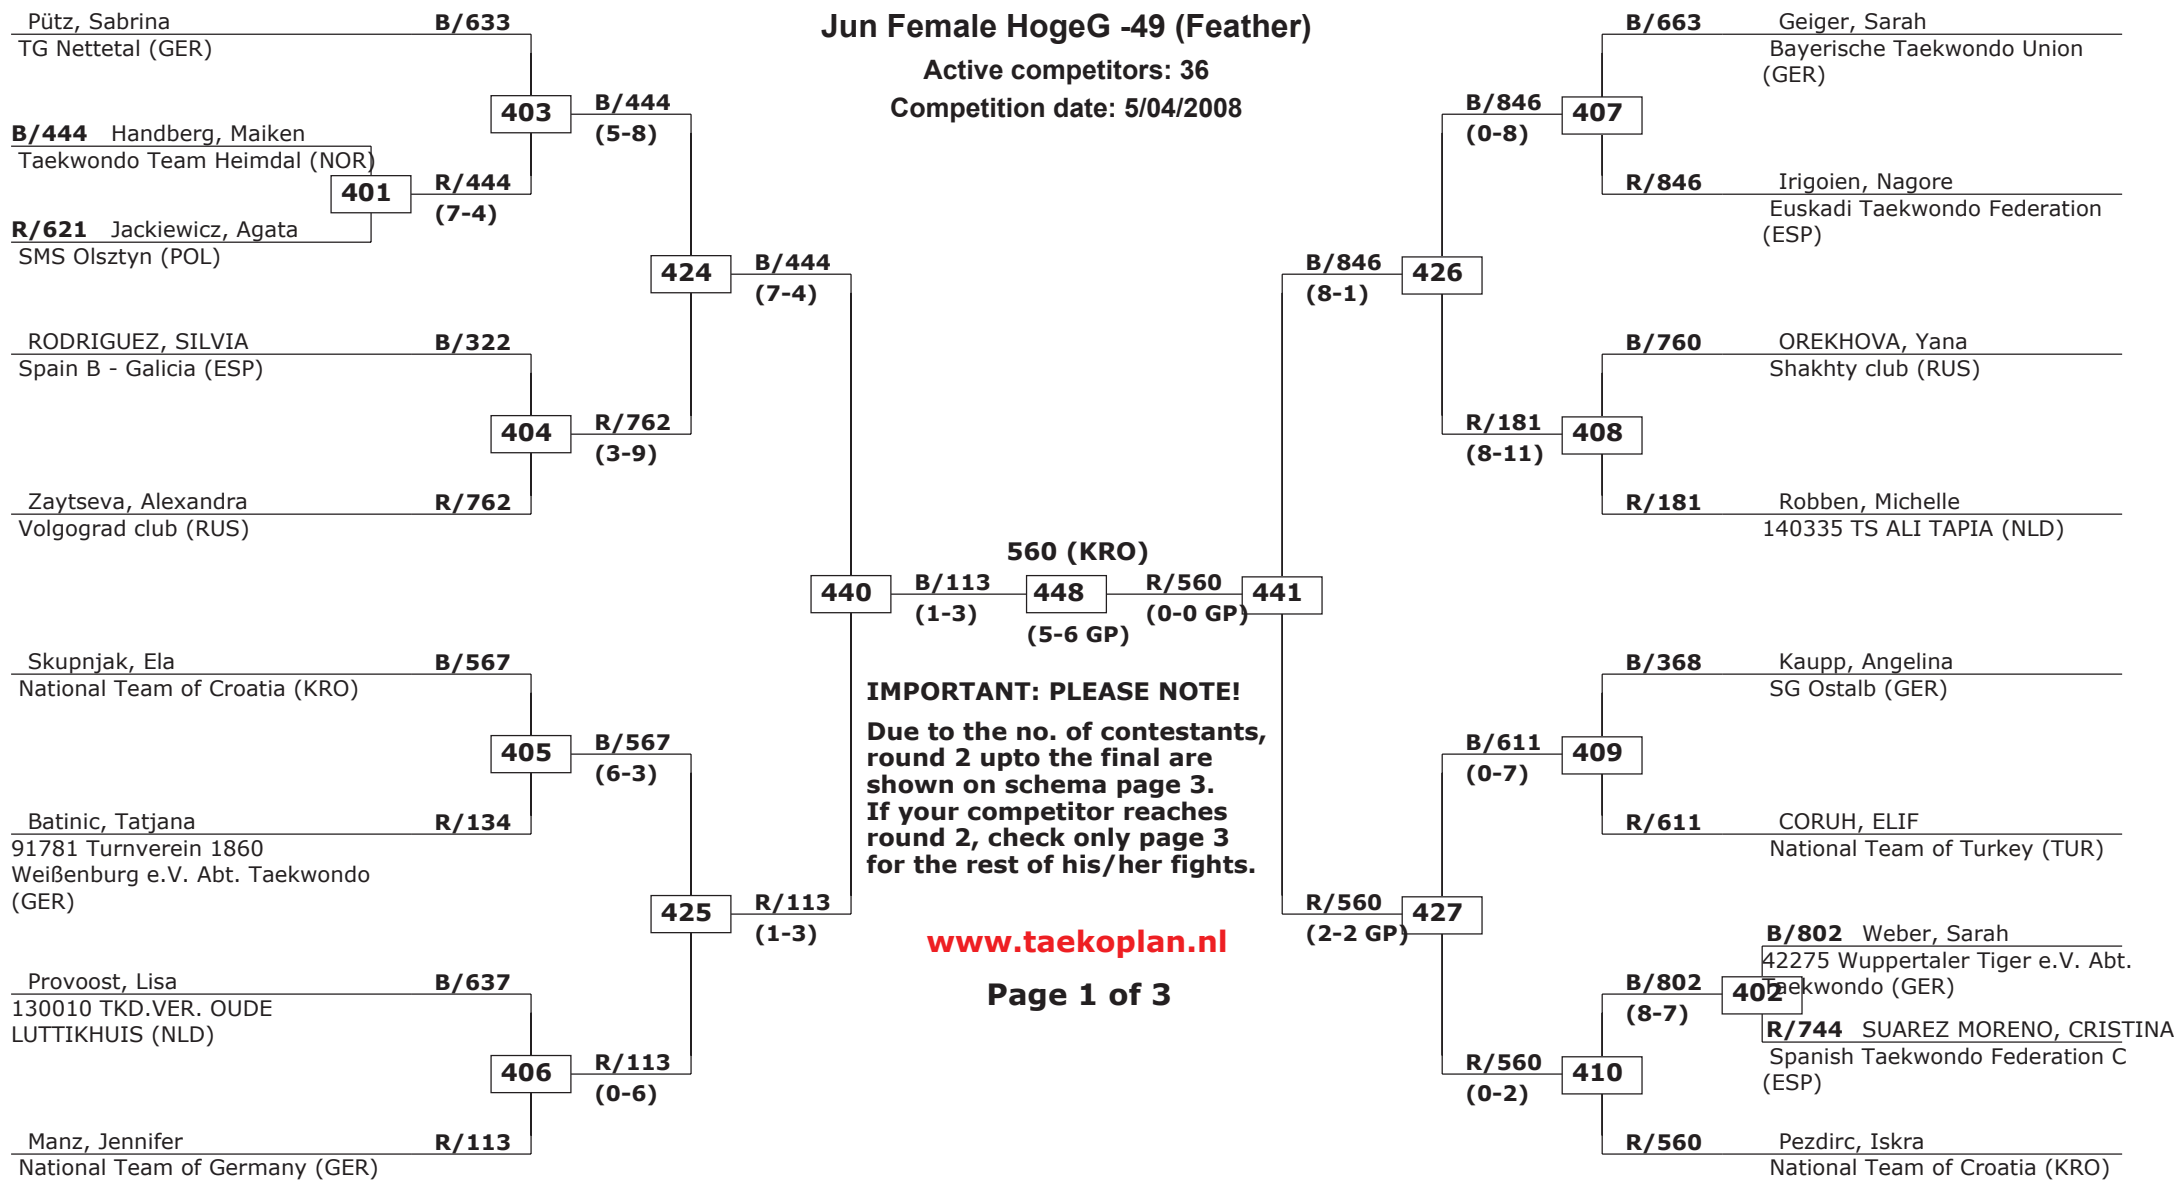 Jun Female HogeG -49 (Feather)
Active competitors: 36
Competition date: 5/04/2008
Pütz, Sabrina B/633
TG Nettetal (GER)
403
B/444
(5-8)
B/444 Handberg, Maiken
Taekwondo Team Heimdal (NOR)
401
R/444
(7-4)
R/621 Jackiewicz, Agata
SMS Olsztyn (POL)
424
B/444
(7-4)
RODRIGUEZ, SILVIA B/322
Spain B - Galicia (ESP)
404
R/762
(3-9)
Zaytseva, Alexandra R/762
Volgograd club (RUS)
440
B/113
(1-3)
560 (KRO)
448
(5-6 GP)
R/560
(0-0 GP)
441
Skupnjak, Ela B/567
National Team of Croatia (KRO)
405
B/567
(6-3)
Batinic, Tatjana R/134
91781 Turnverein 1860
Weißenburg e.V. Abt. Taekwondo
(GER)
425
R/113
(1-3)
Provoost, Lisa B/637
130010 TKD.VER. OUDE
LUTTIKHUIS (NLD)
406
R/113
(0-6)
Manz, Jennifer R/113
National Team of Germany (GER)
IMPORTANT: PLEASE NOTE!
Due to the no. of contestants,
round 2 upto the final are
shown on schema page 3.
If your competitor reaches
round 2, check only page 3
for the rest of his/her fights.
www.taekoplan.nl
Page 1 of 3
B/663 Geiger, Sarah
Bayerische Taekwondo Union
(GER)
B/846
(0-8)
407
R/846 Irigoien, Nagore
Euskadi Taekwondo Federation
(ESP)
B/846
(8-1)
426
B/760 OREKHOVA, Yana
Shakhty club (RUS)
R/181
(8-11)
408
R/181 Robben, Michelle
140335 TS ALI TAPIA (NLD)
B/368 Kaupp, Angelina
SG Ostalb (GER)
B/611
(0-7)
409
R/611 CORUH, ELIF
National Team of Turkey (TUR)
R/560
(2-2 GP)
427
B/802 Weber, Sarah
42275 Wuppertaler Tiger e.V. Abt.
Taekwondo (GER)
B/802
(8-7)
402
R/744 SUAREZ MORENO, CRISTINA
Spanish Taekwondo Federation C
(ESP)
R/560
(0-2)
410
R/560 Pezdirc, Iskra
National Team of Croatia (KRO)